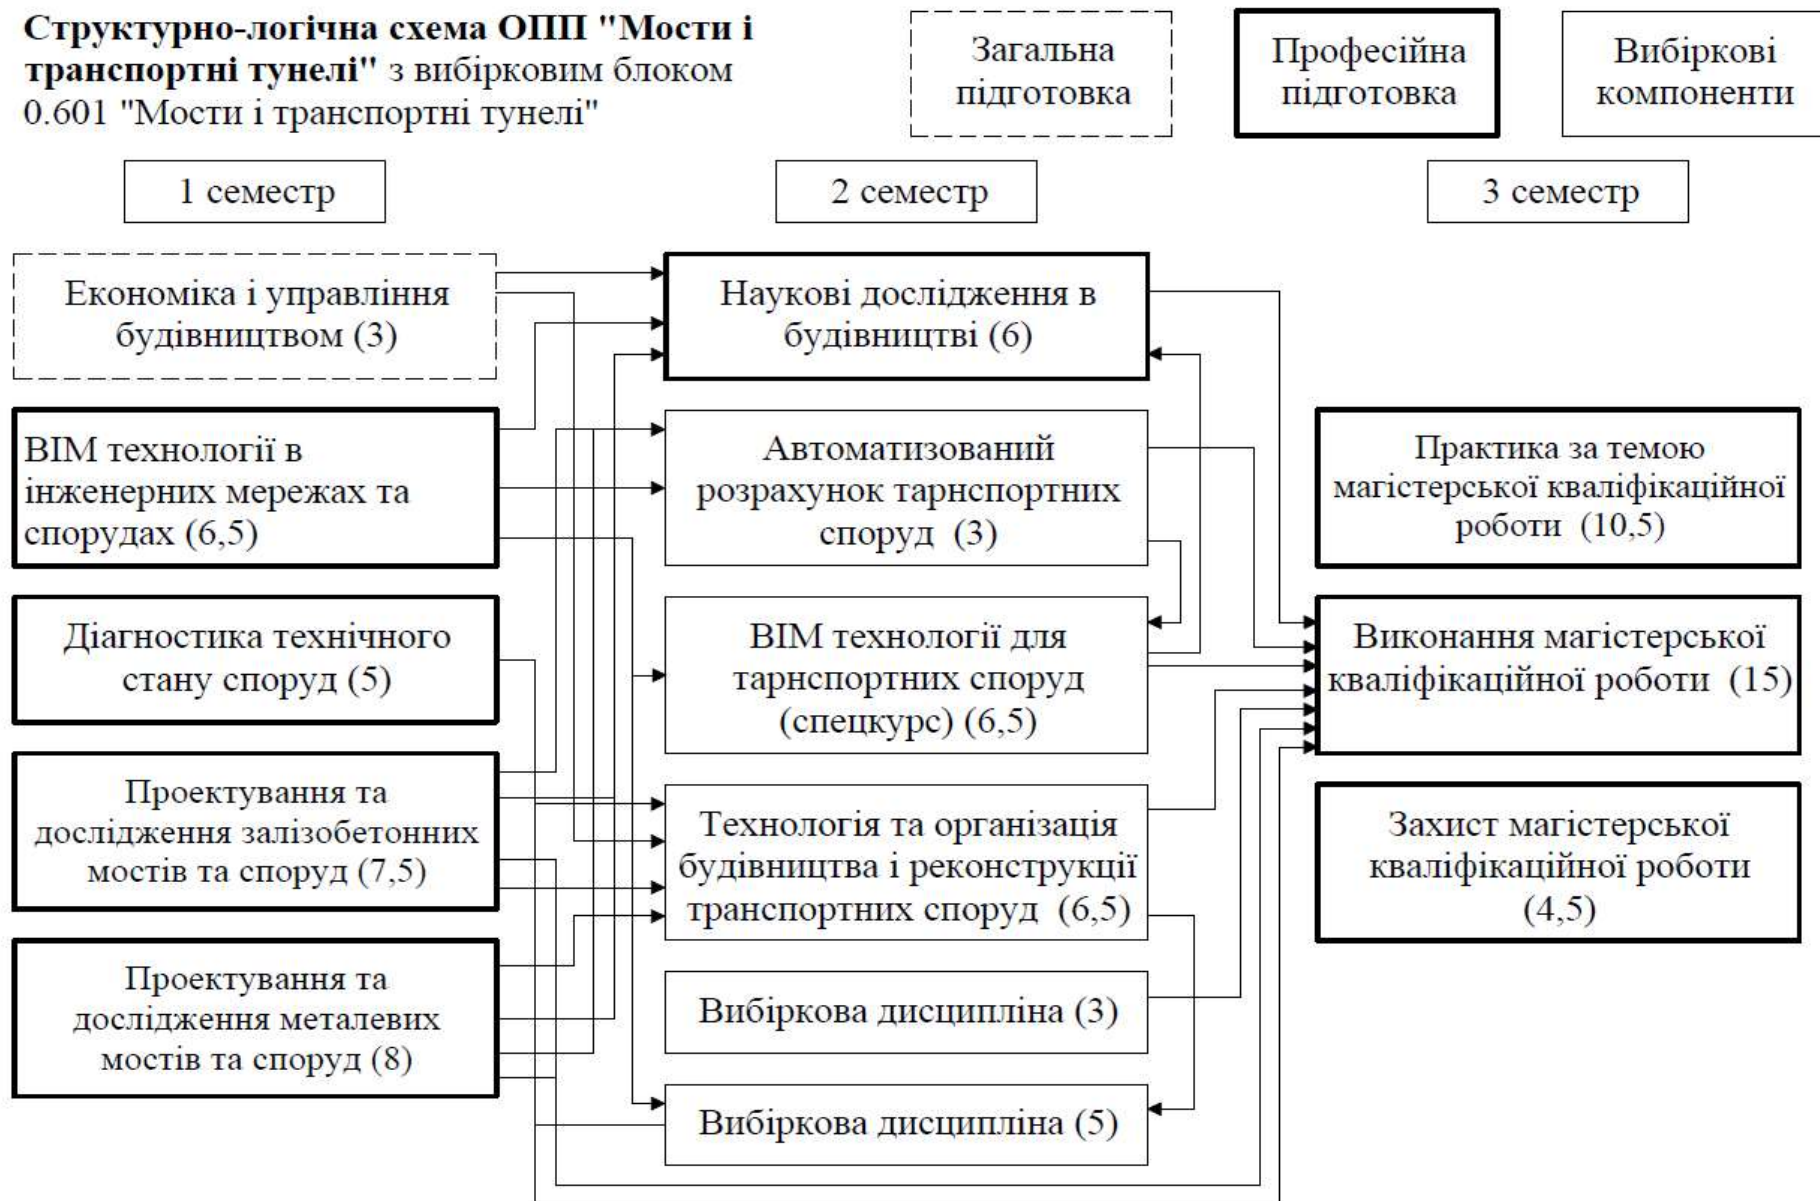 Структурно-логічна схема ОПП "Мости і
транспортні тунелі" з вибірковим блоком
0.601 "Мости і транспортні тунелі"
Загальна
підготовка
Професійна
підготовка
Вибіркові
компоненти
1 семестр
2 семестр
3 семестр
Економіка і управління
будівництвом (3)
Наукові дослідження в
будівництві (6)
BIM технології в
інженерних мережах та
спорудах (6,5)
Автоматизований
розрахунок тарнспортних
споруд (3)
Практика за темою
магістерської кваліфікаційної
роботи (10,5)
Діагностика технічного
стану споруд (5)
BIM технології для
тарнспортних споруд
(спецкурс) (6,5)
Виконання магістерської
кваліфікаційної роботи (15)
Проектування та
дослідження залізобетонних
мостів та споруд (7,5)
Технологія та організація
будівництва і реконструкції
транспортних споруд (6,5)
Захист магістерської
кваліфікаційної роботи
(4,5)
Проектування та
дослідження металевих
мостів та споруд (8)
Вибіркова дисципліна (3)
Вибіркова дисципліна (5)